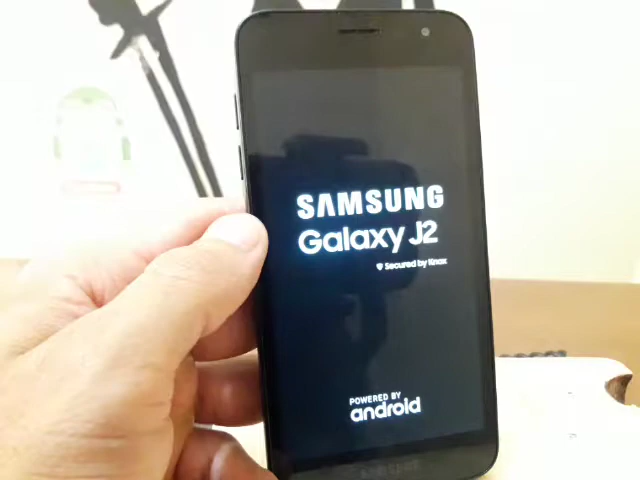 SAMSUNG
Galaxy J2
Secured by Knox
POWERED BY
android